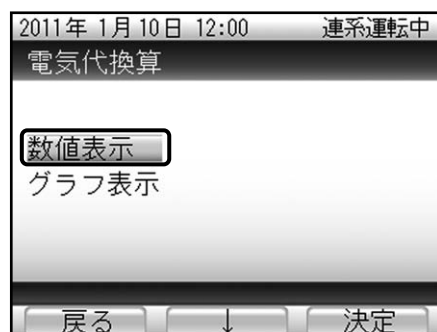 2011年 1月10日 12:00 連系運転中
電気代換算
数値表示
グラフ表示
戻る ↓ 決定